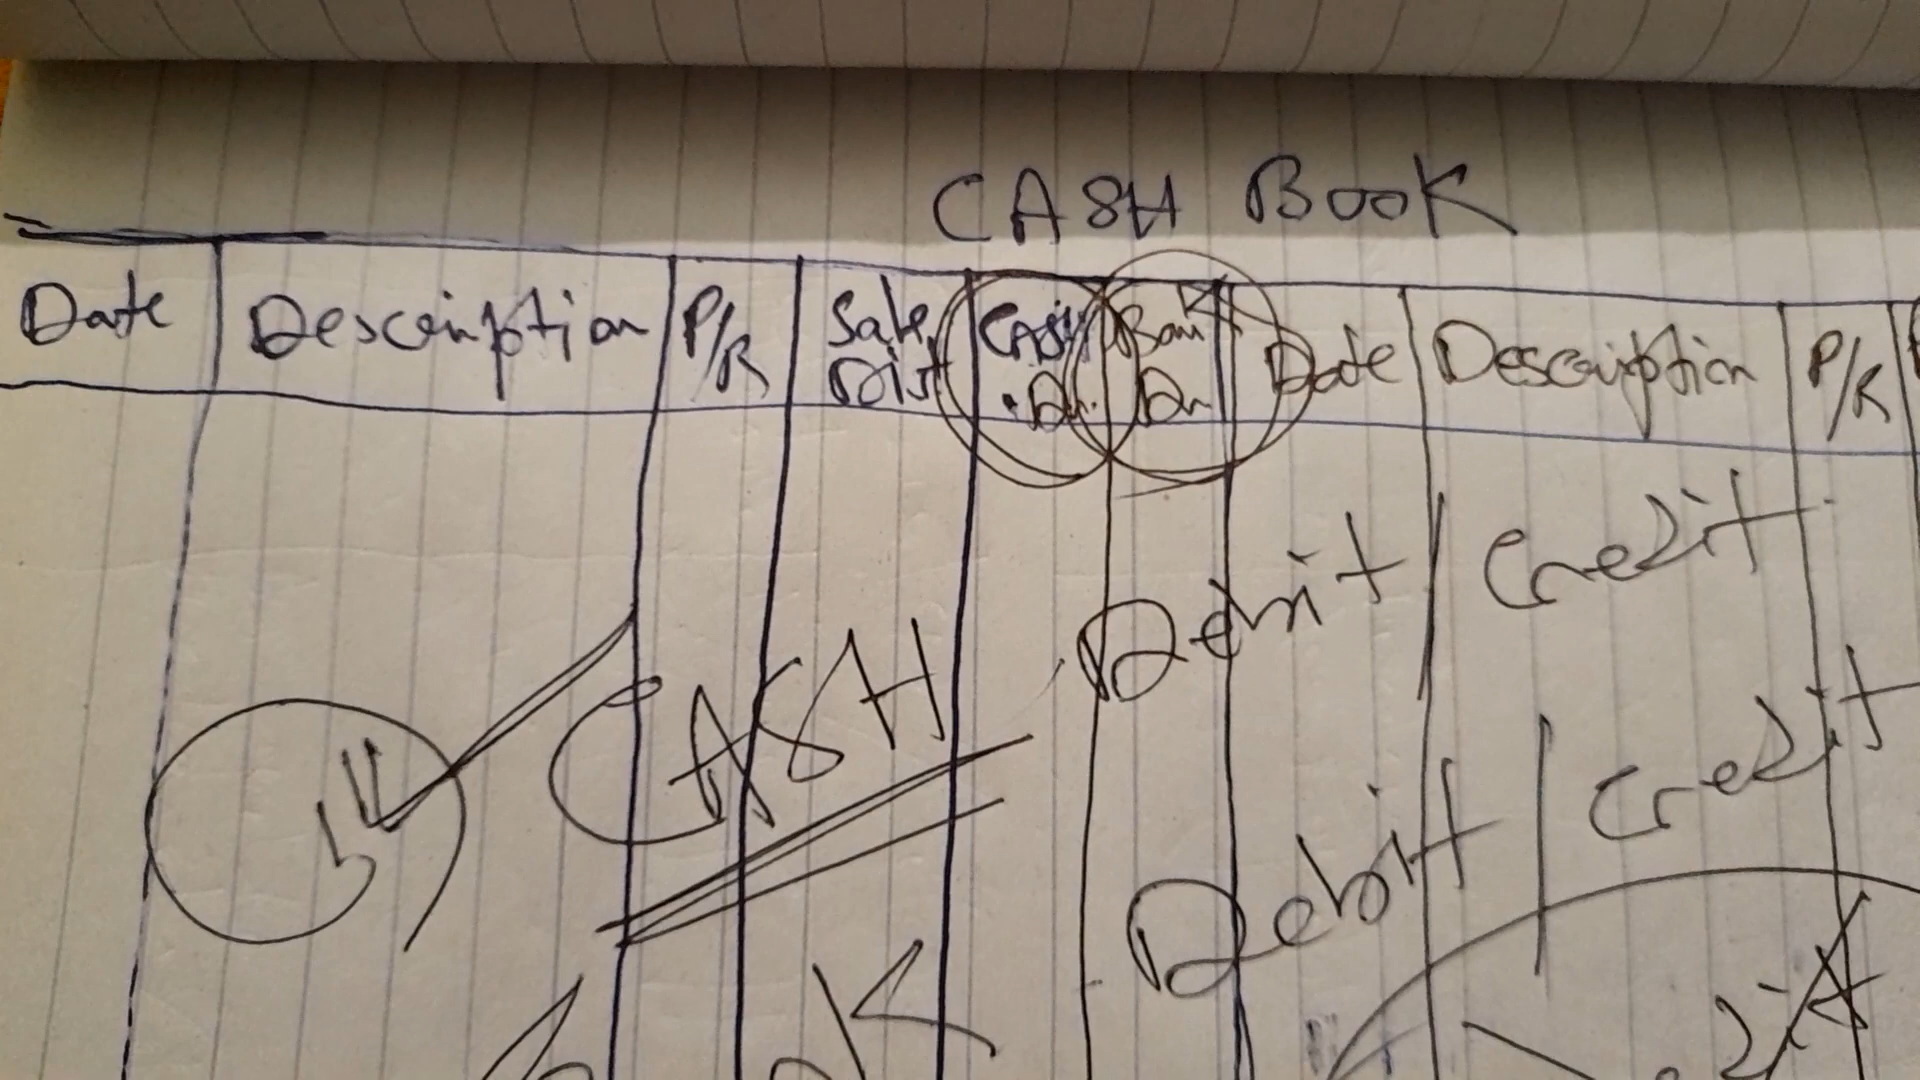 CASH BOOK
Date Description P/R Sale Dist Cash Dr. Bank Dr Date Description P/R
Debit / Credit
CASH
Debit / Credit